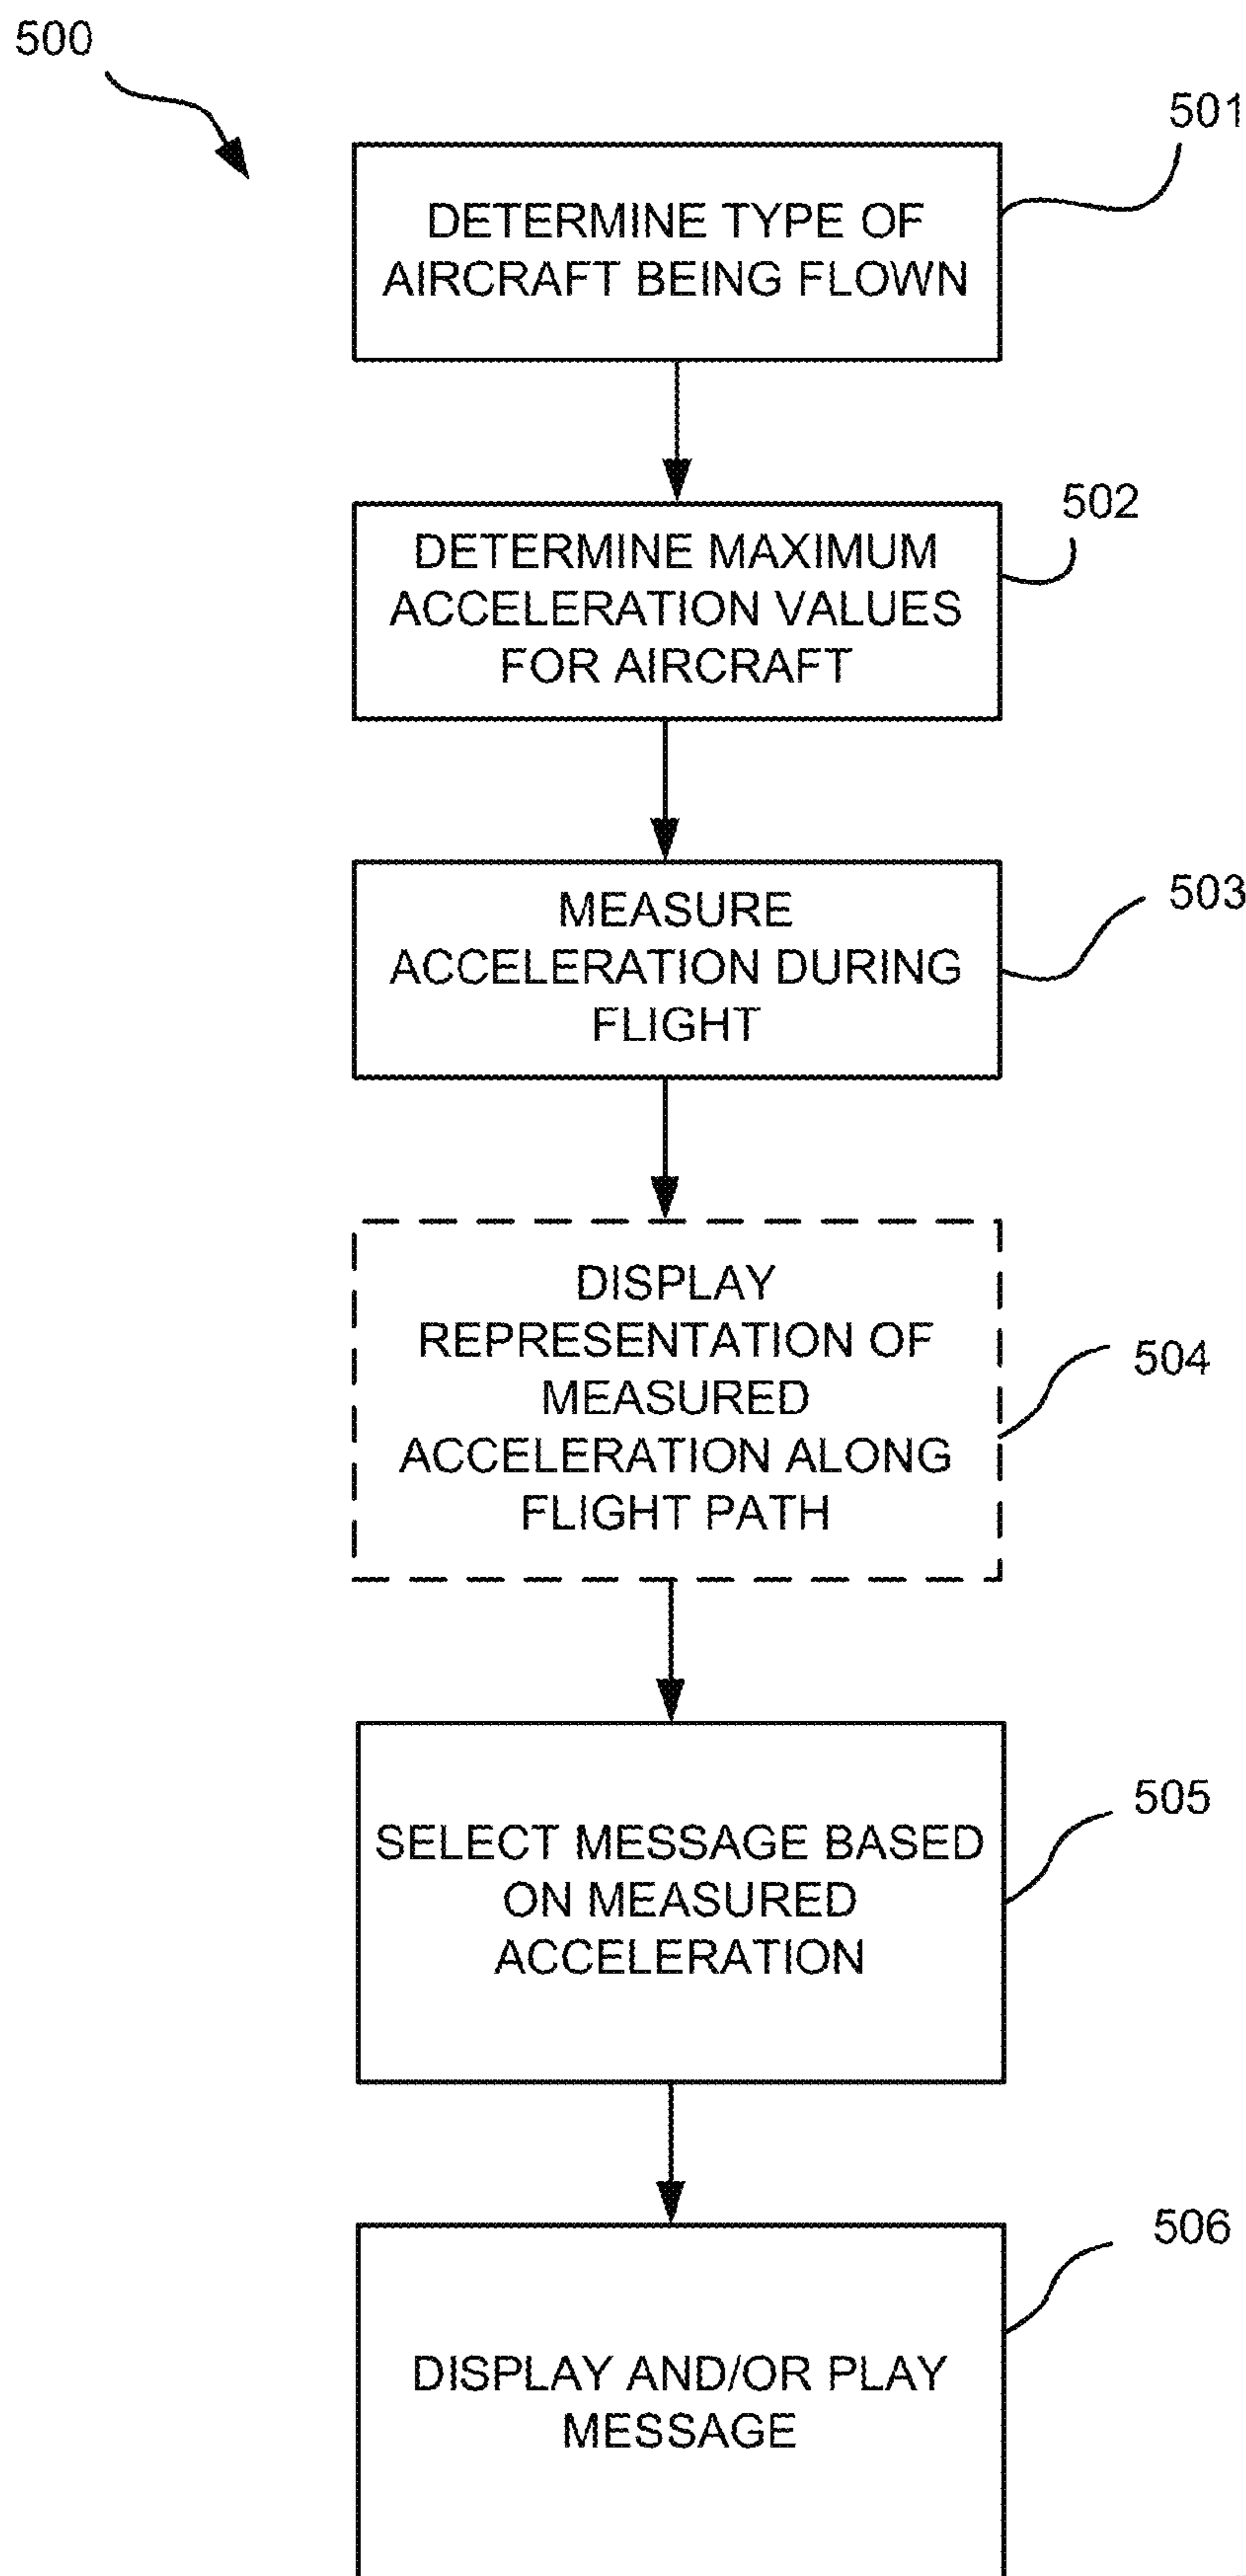 500
501
DETERMINE TYPE OF
AIRCRAFT BEING FLOWN
502
DETERMINE MAXIMUM
ACCELERATION VALUES
FOR AIRCRAFT
503
MEASURE
ACCELERATION DURING
FLIGHT
504
DISPLAY
REPRESENTATION OF
MEASURED
ACCELERATION ALONG
FLIGHT PATH
505
SELECT MESSAGE BASED
ON MEASURED
ACCELERATION
506
DISPLAY AND/OR PLAY
MESSAGE